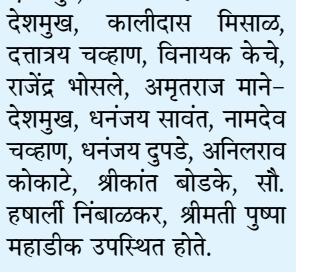 देशमुख, कालीदास मिसाळ,
दत्तात्रय चव्हाण, विनायक केचे,
राजेंद्र भोसले, अमृतराज माने-
देशमुख, धनंजय सावंत, नामदेव
चव्हाण, धनंजय दुपडे, अनिलराव
कोकाटे, श्रीकांत बोडके, सौ.
हषार्ली निंबाळकर, श्रीमती पुष्पा
महाडीक उपस्थित होते.